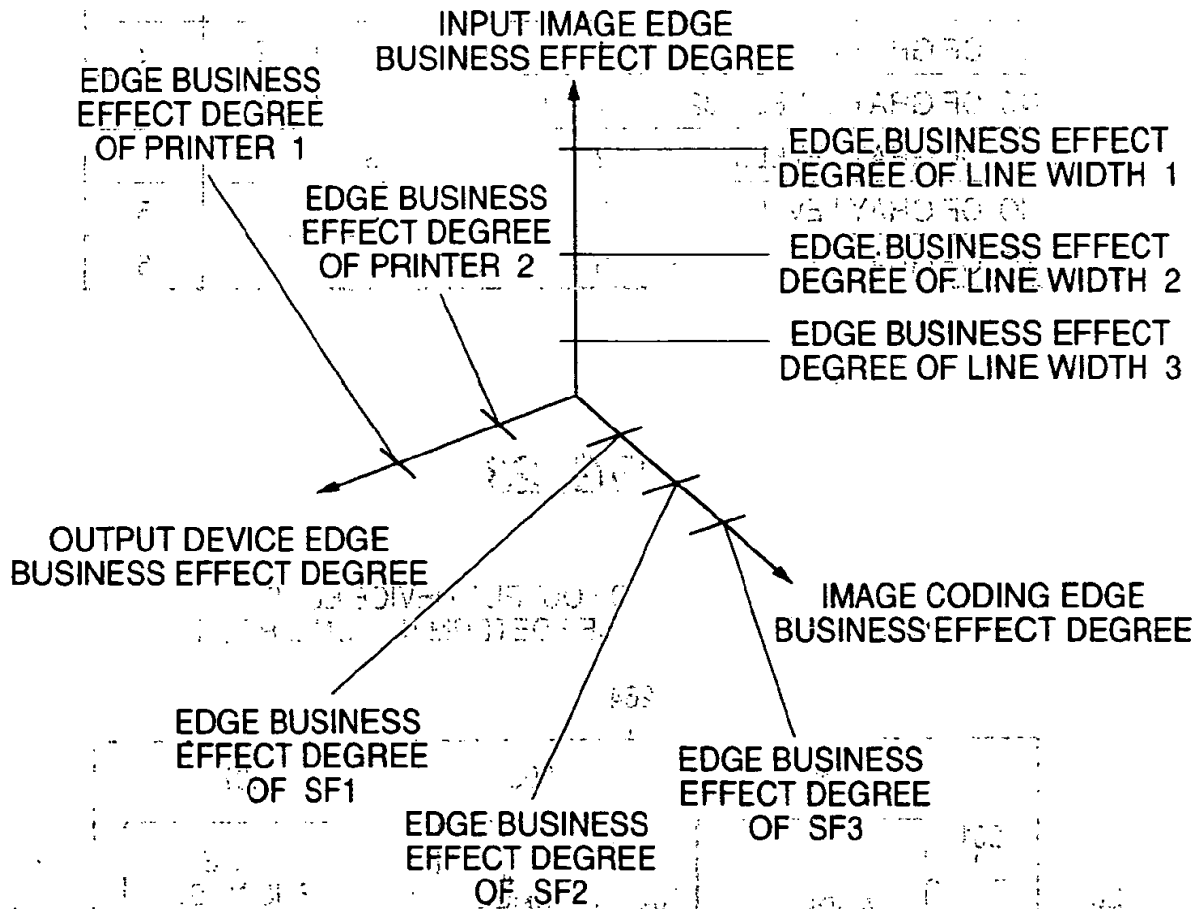 INPUT IMAGE EDGE
BUSINESS EFFECT DEGREE
EDGE BUSINESS
EFFECT DEGREE
OF PRINTER 1
EDGE BUSINESS EFFECT
DEGREE OF LINE WIDTH 1
EDGE BUSINESS
EFFECT DEGREE
OF PRINTER 2
EDGE BUSINESS EFFECT
DEGREE OF LINE WIDTH 2
EDGE BUSINESS EFFECT
DEGREE OF LINE WIDTH 3
OUTPUT DEVICE EDGE
BUSINESS EFFECT DEGREE
IMAGE CODING EDGE
BUSINESS EFFECT DEGREE
EDGE BUSINESS
EFFECT DEGREE
OF SF1
EDGE BUSINESS
EFFECT DEGREE
OF SF2
EDGE BUSINESS
EFFECT DEGREE
OF SF3